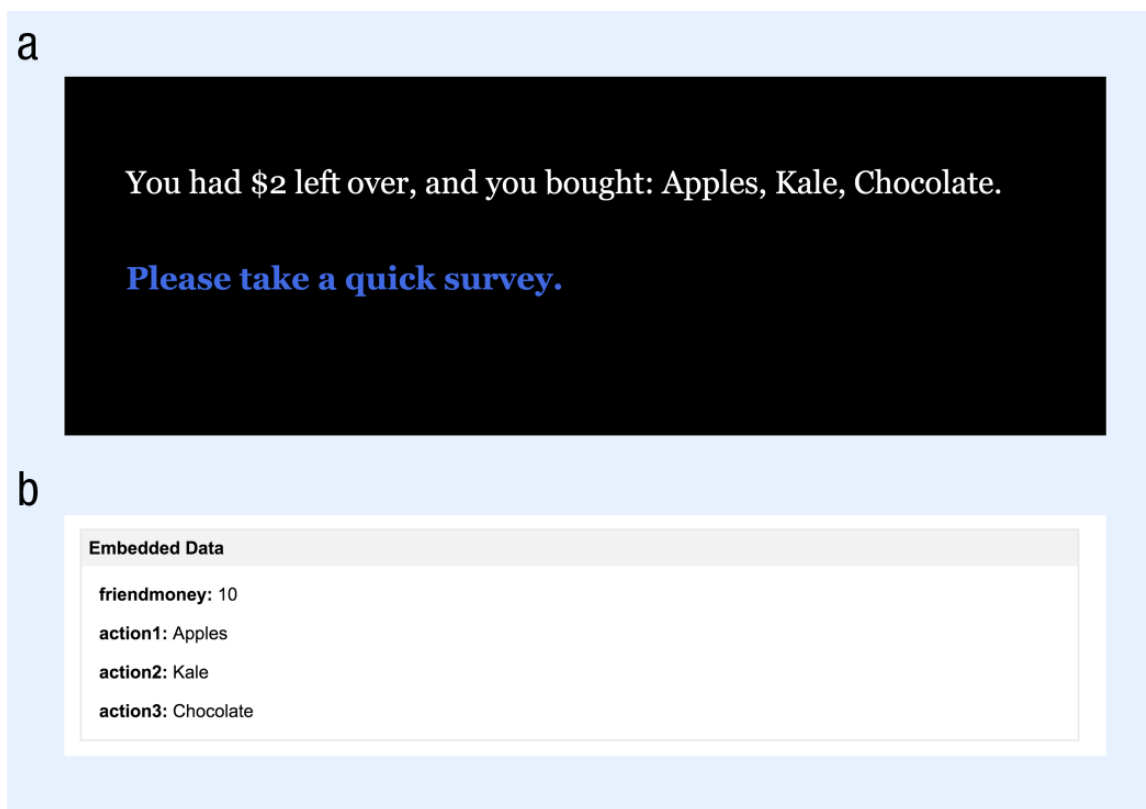 a
You had $2 left over, and you bought: Apples, Kale, Chocolate.
Please take a quick survey.
b
Embedded Data
friendmoney: 10
action1: Apples
action2: Kale
action3: Chocolate